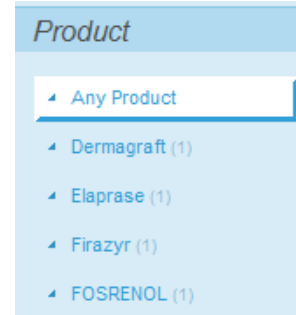 Product
Any Product
Dermagraft (1)
Elaprase (1)
Firazyr (1)
FOSRENOL (1)